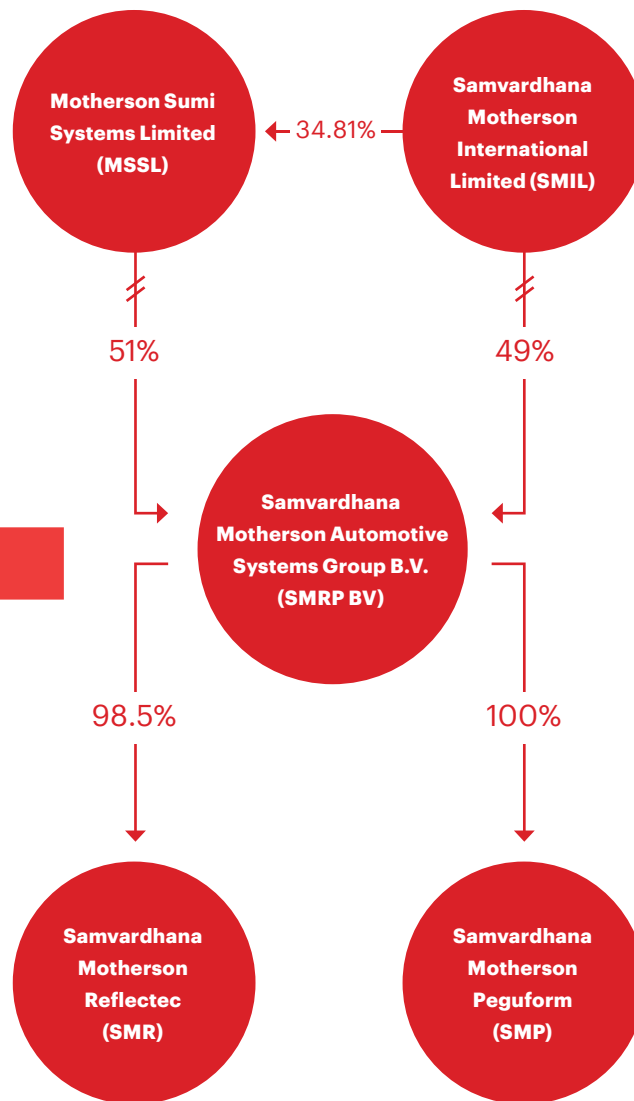 Motherson Sumi
Systems Limited
(MSSL)
34.81%
Samvardhana
Motherson
International
Limited (SMIL)
51%
49%
Samvardhana
Motherson Automotive
Systems Group B.V.
(SMRP BV)
98.5%
100%
Samvardhana
Motherson
Reflectec
(SMR)
Samvardhana
Motherson
Peguform
(SMP)